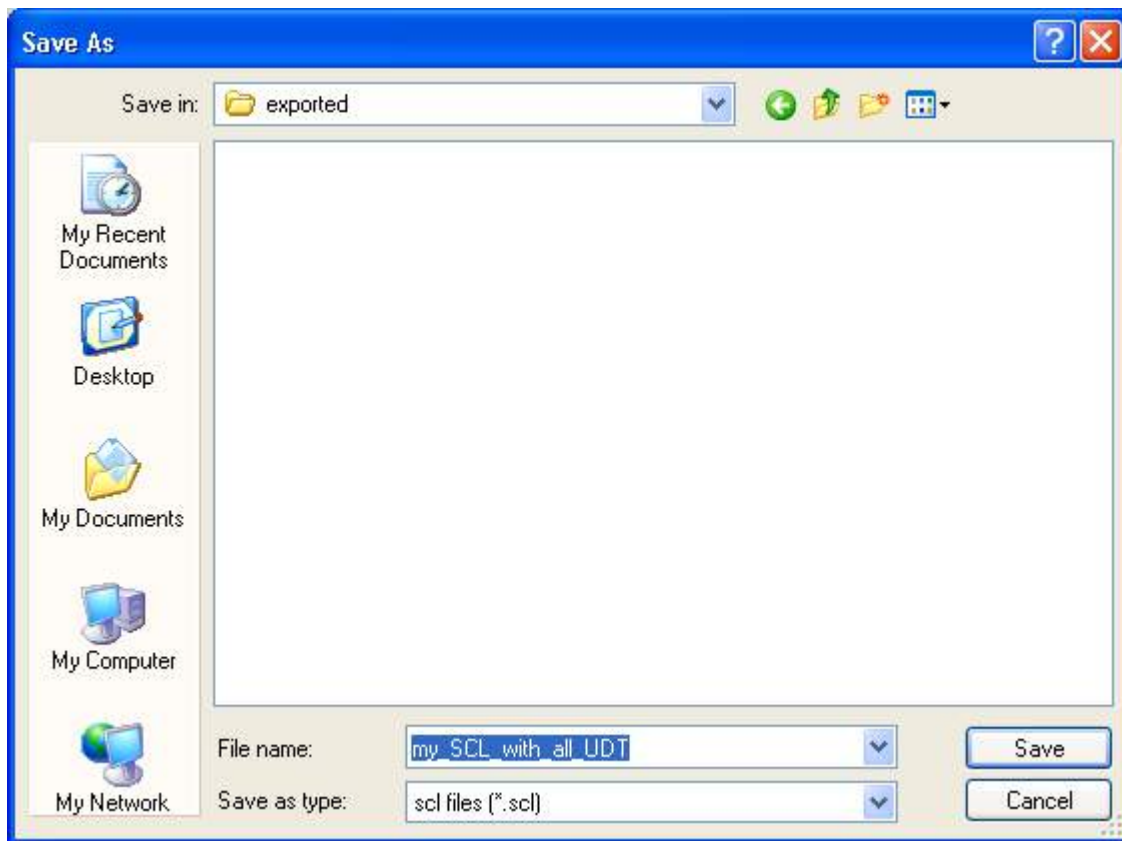 Save As
Save in:
exported
My Recent
Documents
Desktop
My Documents
My Computer
My Network
File name:
my_SCL_with_all_UDT
Save
Save as type:
scl files (*.scl)
Cancel